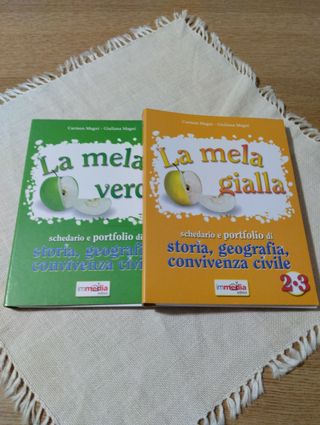 Carmen Magri - Giuliana Magri
La mela
verd
schedario e portfolio di
storia, geografia,
convivenza civile
immedia
Carmen Magri - Giuliana Magri
La mela
gialla
schedario e portfolio di
storia, geografia,
convivenza civile
2•3
immedia